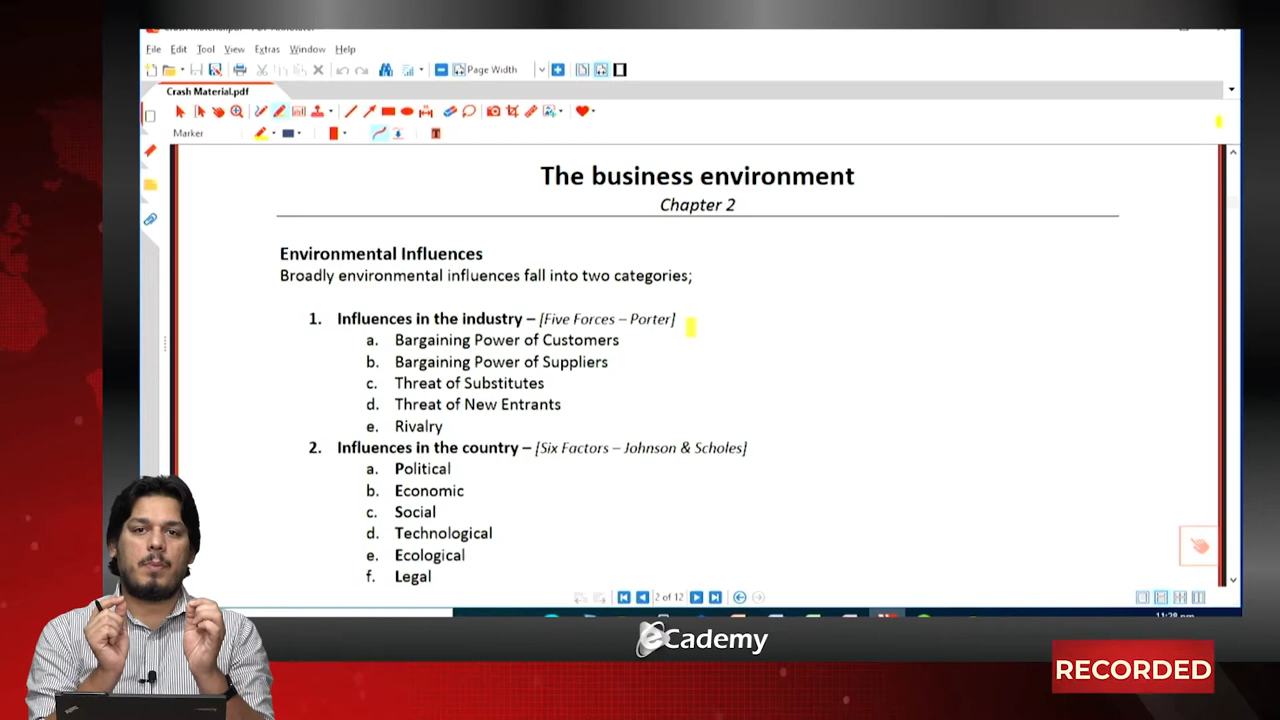 File Edit Tool View Extras Window Help
Page Width
Crash Material.pdf
Marker
The business environment
Chapter 2
Environmental Influences
Broadly environmental influences fall into two categories;
1. Influences in the industry – [Five Forces – Porter]
a. Bargaining Power of Customers
b. Bargaining Power of Suppliers
c. Threat of Substitutes
d. Threat of New Entrants
e. Rivalry
2. Influences in the country – [Six Factors – Johnson & Scholes]
a. Political
b. Economic
c. Social
d. Technological
e. Ecological
f. Legal
2 of 12
eCademy
RECORDED